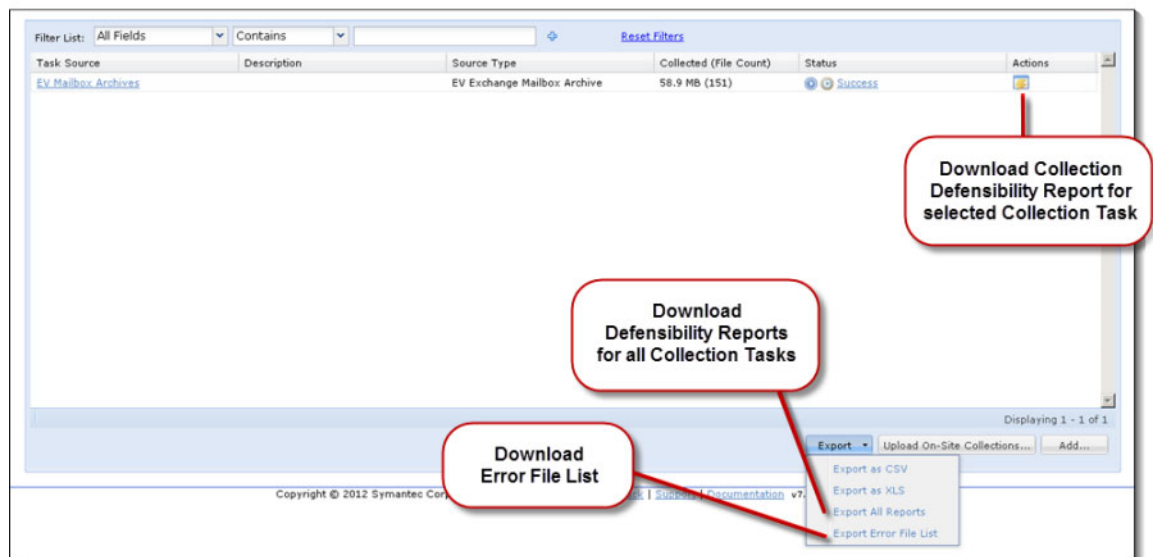 Filter List: All Fields Contains Reset Filters
Task Source Description Source Type Collected (File Count) Status Actions
EV Mailbox Archives EV Exchange Mailbox Archive 58.9 MB (151) Success
Download Collection
Defensibility Report for
selected Collection Task
Download
Defensibility Reports
for all Collection Tasks
Displaying 1 - 1 of 1
Export Upload On-Site Collections... Add...
Download
Error File List
Export as CSV
Export as XLS
Copyright © 2012 Symantec Support | Documentation v7.
Export All Reports
Export Error File List